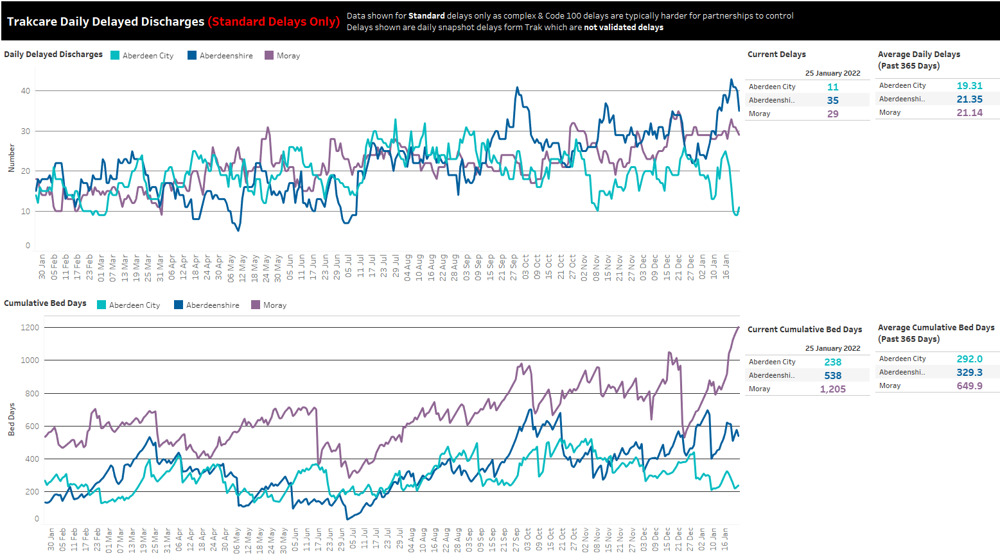 Trakcare Daily Delayed Discharges (Standard Delays Only)
Data shown for Standard delays only as complex & Code 100 delays are typically harder for partnerships to control
Delays shown are daily snapshot delays form Trak which are not validated delays
Daily Delayed Discharges
Aberdeen City
Aberdeenshire
Moray
Number
40
30
20
10
0
30 Jan
05 Feb
11 Feb
17 Feb
23 Feb
01 Mar
07 Mar
13 Mar
19 Mar
25 Mar
31 Mar
06 Apr
12 Apr
18 Apr
24 Apr
30 Apr
06 May
12 May
18 May
24 May
30 May
05 Jun
11 Jun
17 Jun
23 Jun
29 Jun
05 Jul
11 Jul
17 Jul
23 Jul
29 Jul
04 Aug
10 Aug
16 Aug
22 Aug
28 Aug
03 Sep
09 Sep
15 Sep
21 Sep
27 Sep
03 Oct
09 Oct
15 Oct
21 Oct
27 Oct
02 Nov
08 Nov
15 Nov
21 Nov
27 Nov
03 Dec
09 Dec
15 Dec
21 Dec
27 Dec
02 Jan
10 Jan
16 Jan
Current Delays
25 January 2022
Aberdeen City 11
Aberdeenshi.. 35
Moray 29
Average Daily Delays
(Past 365 Days)
Aberdeen City 19.31
Aberdeenshi.. 21.35
Moray 21.14
Cumulative Bed Days
Aberdeen City
Aberdeenshire
Moray
Bed Days
1200
1000
800
600
400
200
0
30 Jan
05 Feb
11 Feb
17 Feb
23 Feb
01 Mar
07 Mar
13 Mar
19 Mar
25 Mar
31 Mar
06 Apr
12 Apr
18 Apr
24 Apr
30 Apr
06 May
12 May
18 May
24 May
30 May
05 Jun
11 Jun
17 Jun
23 Jun
29 Jun
05 Jul
11 Jul
17 Jul
23 Jul
29 Jul
04 Aug
10 Aug
16 Aug
22 Aug
28 Aug
03 Sep
09 Sep
15 Sep
21 Sep
27 Sep
03 Oct
09 Oct
15 Oct
21 Oct
27 Oct
02 Nov
08 Nov
15 Nov
21 Nov
27 Nov
03 Dec
09 Dec
15 Dec
21 Dec
27 Dec
02 Jan
10 Jan
16 Jan
Current Cumulative Bed Days
25 January 2022
Aberdeen City 238
Aberdeenshi.. 538
Moray 1,205
Average Cumulative Bed Days
(Past 365 Days)
Aberdeen City 292.0
Aberdeenshi.. 329.3
Moray 649.9